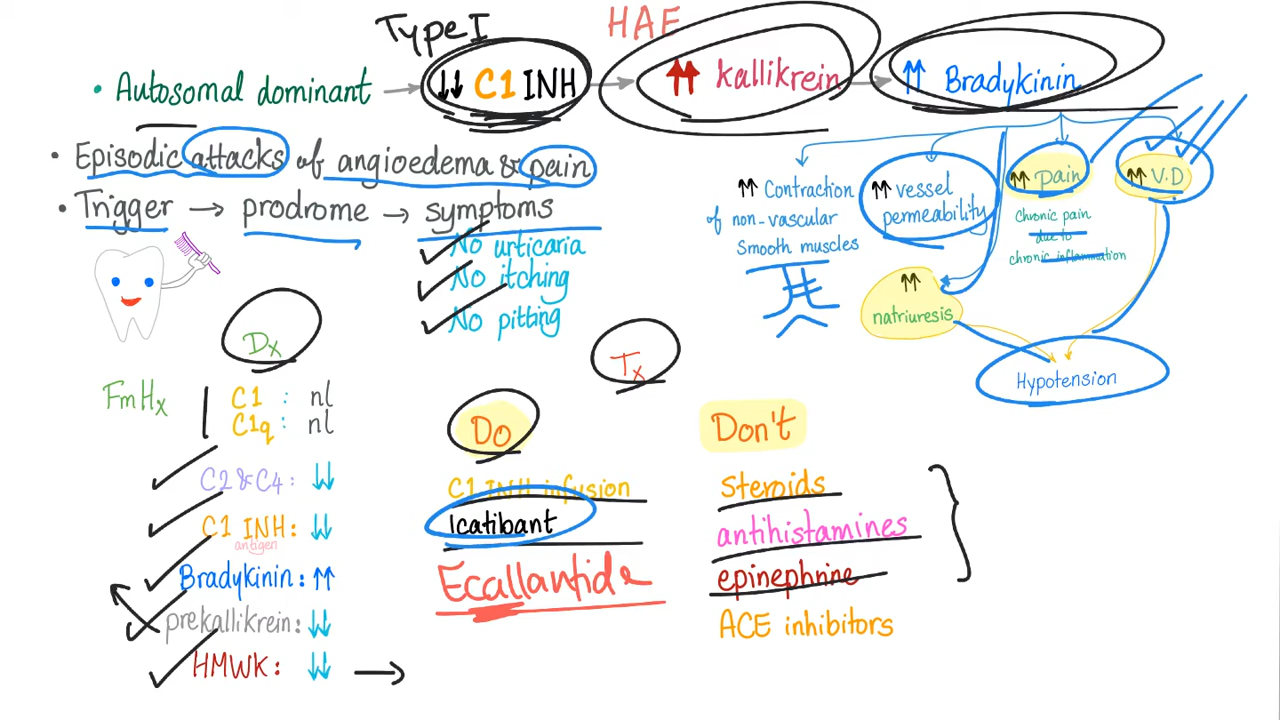 Type I
HAE
• Autosomal dominant → ↓↓ C1 INH → ↑↑ kallikrein → ↑↑ Bradykinin
• Episodic attacks of angioedema & pain
• Trigger → prodrome → symptoms
No urticaria
No itching
No pitting
↑↑ Contraction
of non-vascular
Smooth muscles
↑↑ vessel
permeability
↑↑ pain
Chronic pain
due to
chronic inflammation
↑↑ V.D
↑↑
natriuresis
Hypotension
Dx
FmHx
C1 : nl
C1q : nl
C2 & C4: ↓↓
C1 INH: ↓↓
antigen
Bradykinin: ↑↑
prekallikrein: ↓↓
HMWK: ↓↓ →
Tx
Do
C1 INH infusion
Icatibant
Ecallantide
Don't
Steroids
antihistamines
epinephrine
ACE inhibitors